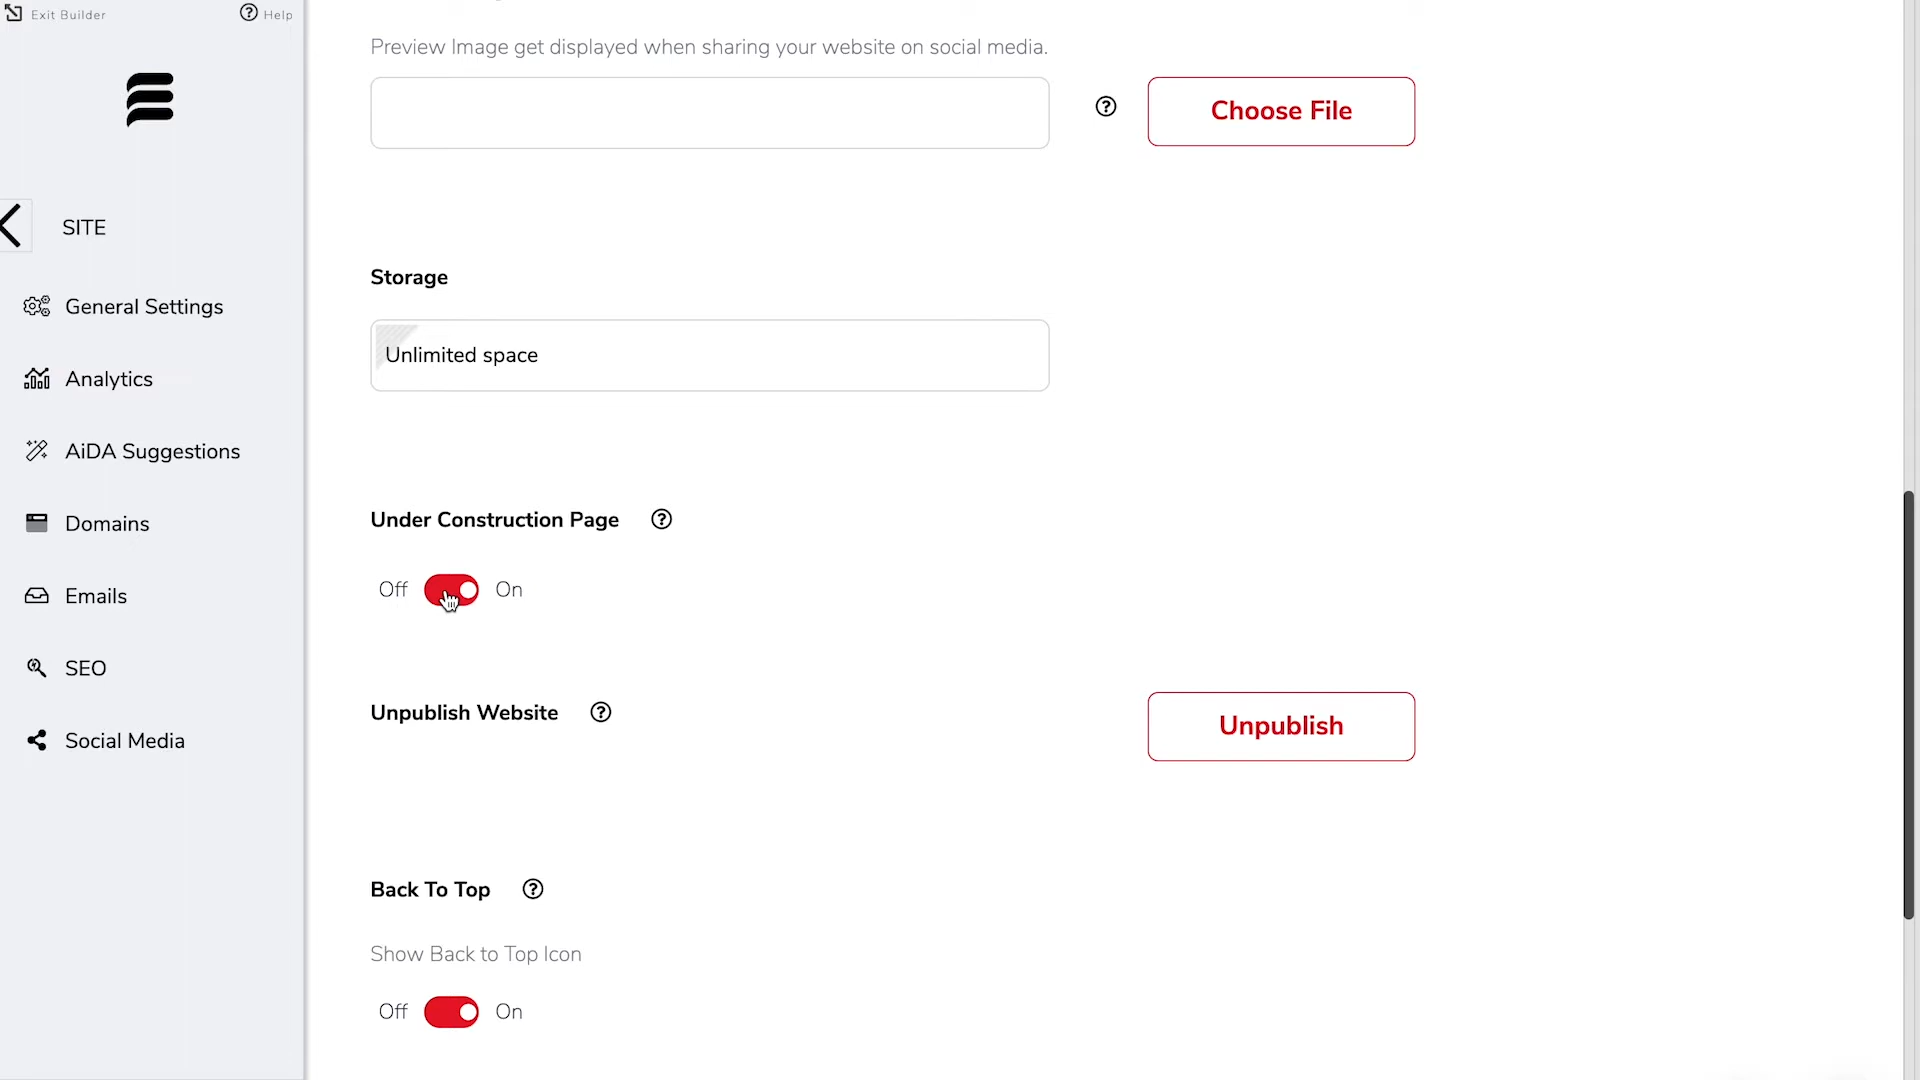 Exit Builder
Help
SITE
General Settings
Analytics
AiDA Suggestions
Domains
Emails
SEO
Social Media
Preview Image get displayed when sharing your website on social media.
Choose File
Storage
Unlimited space
Under Construction Page
Off On
Unpublish Website
Unpublish
Back To Top
Show Back to Top Icon
Off On